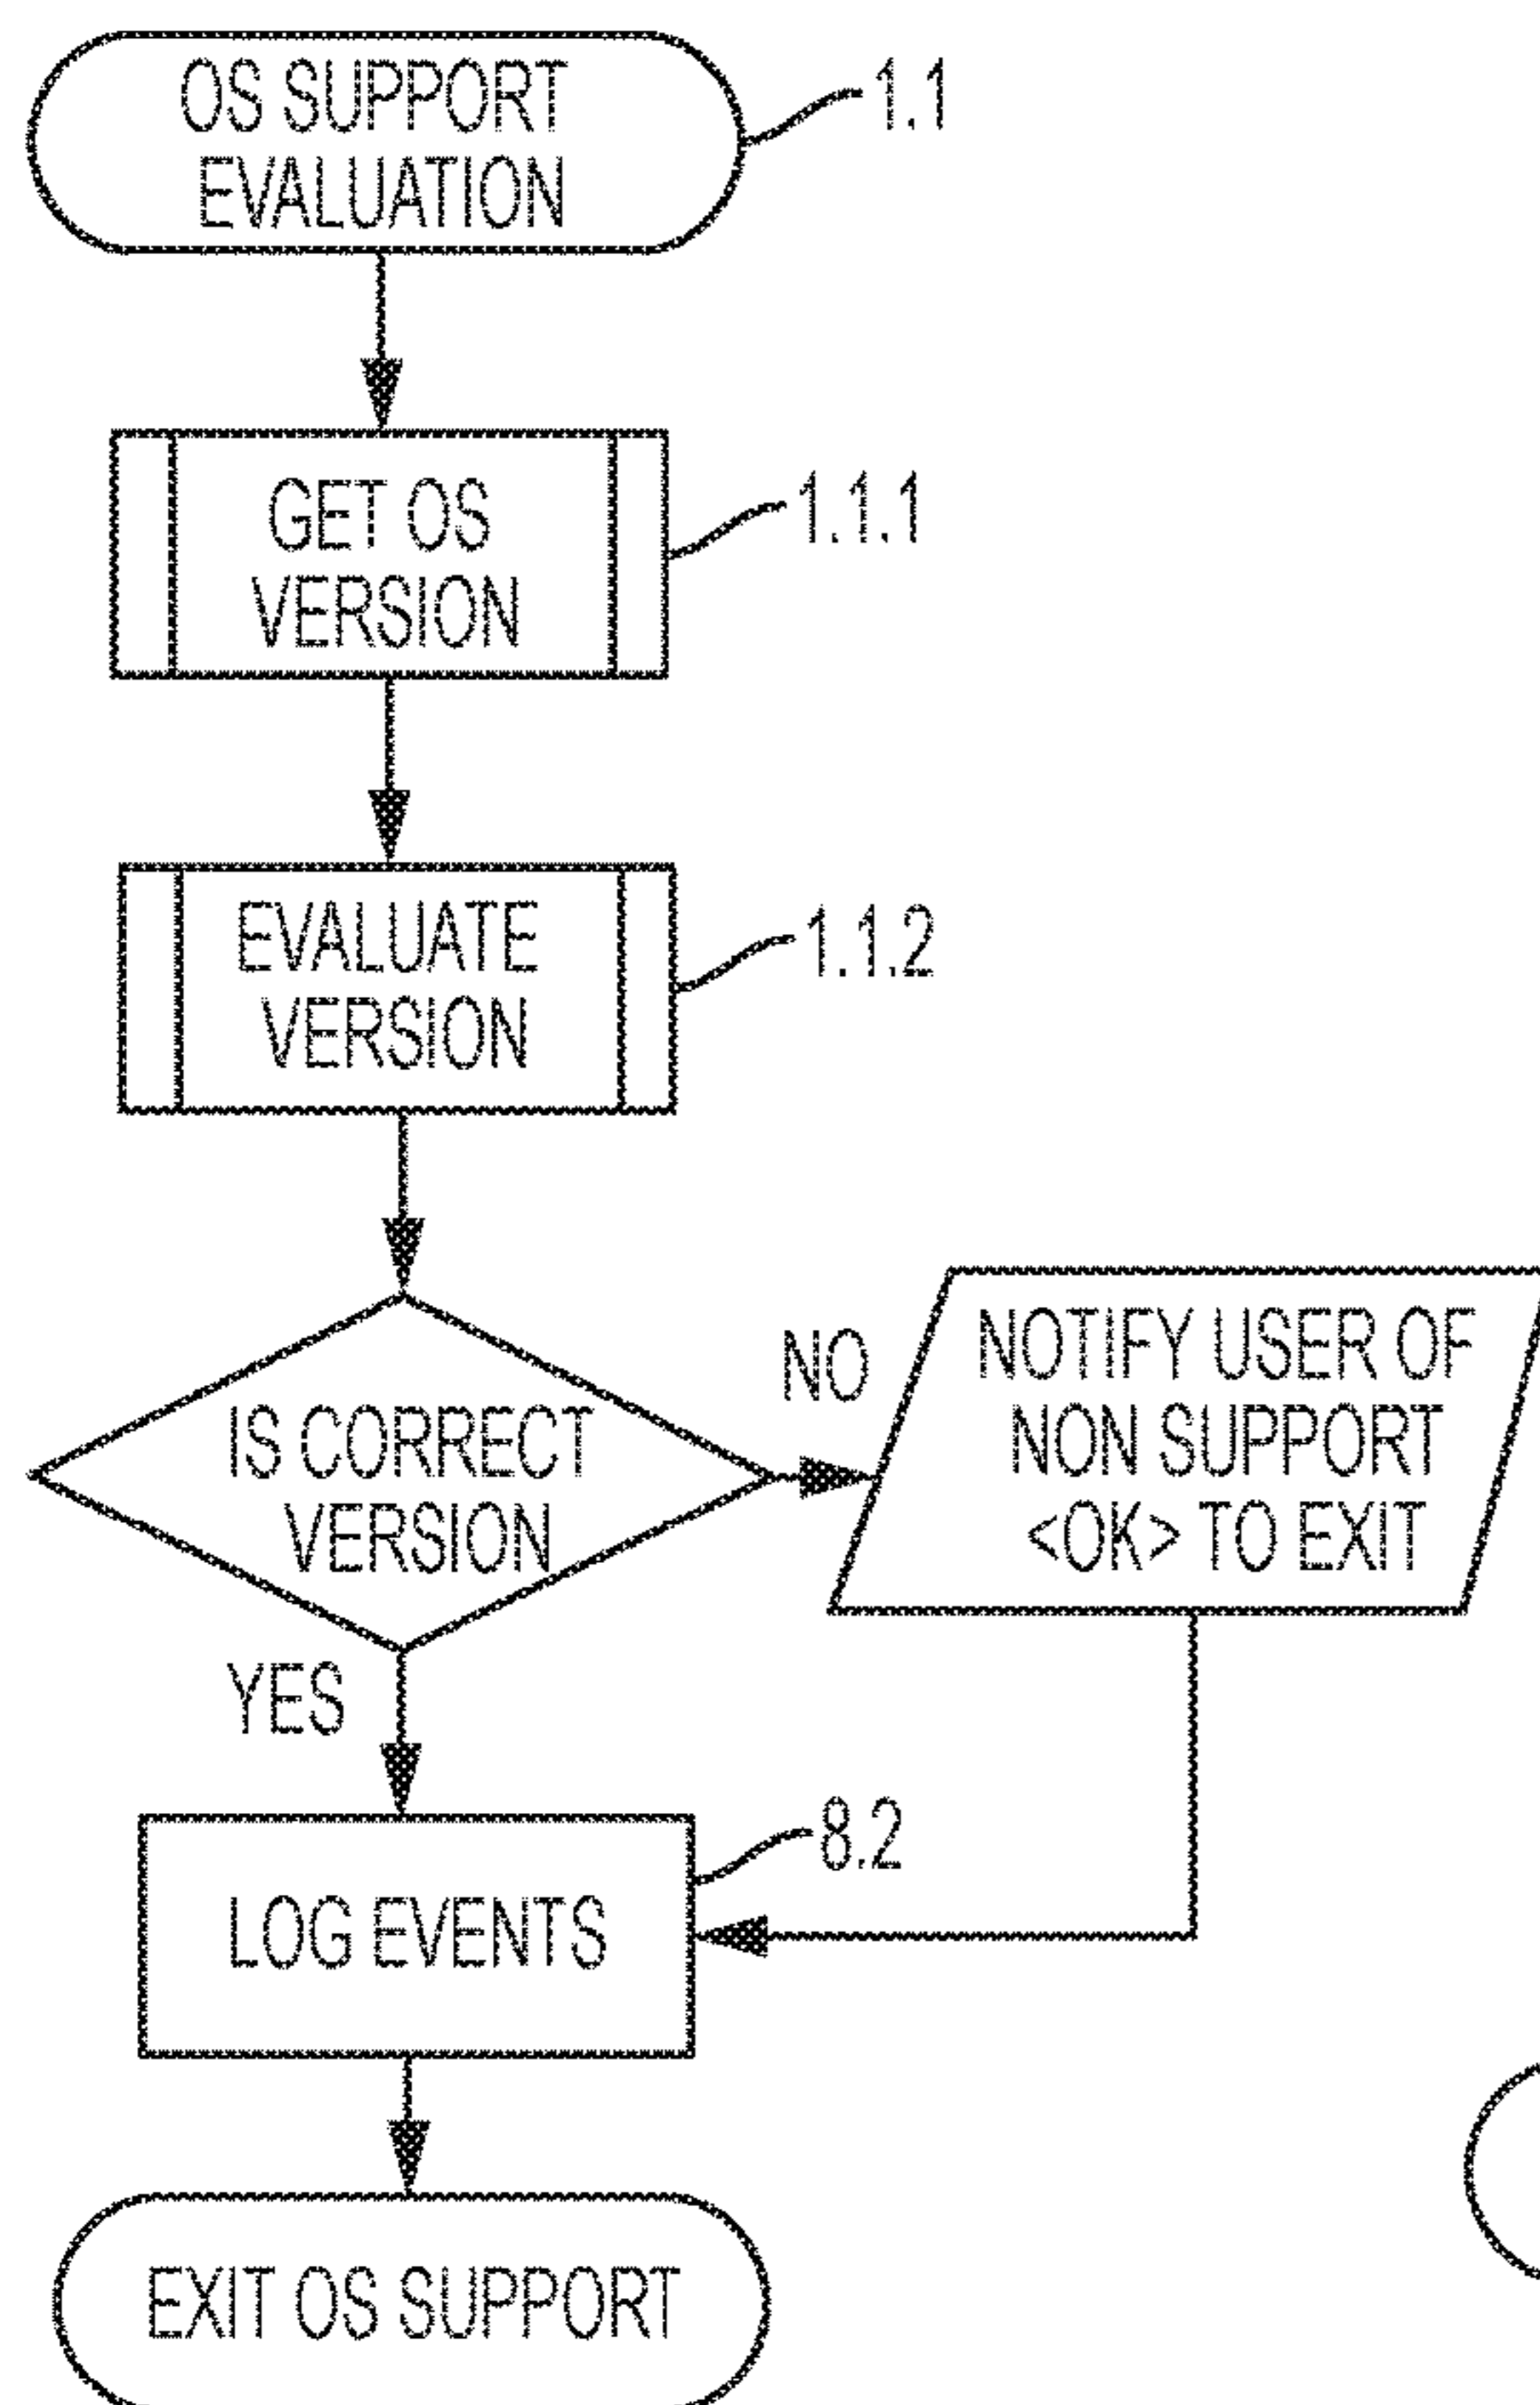 OS SUPPORT
EVALUATION
1.1
GET OS
VERSION
1.1.1
EVALUATE
VERSION
1.1.2
IS CORRECT
VERSION
NO
NOTIFY USER OF
NON SUPPORT
<OK> TO EXIT
YES
8.2
LOG EVENTS
EXIT OS SUPPORT